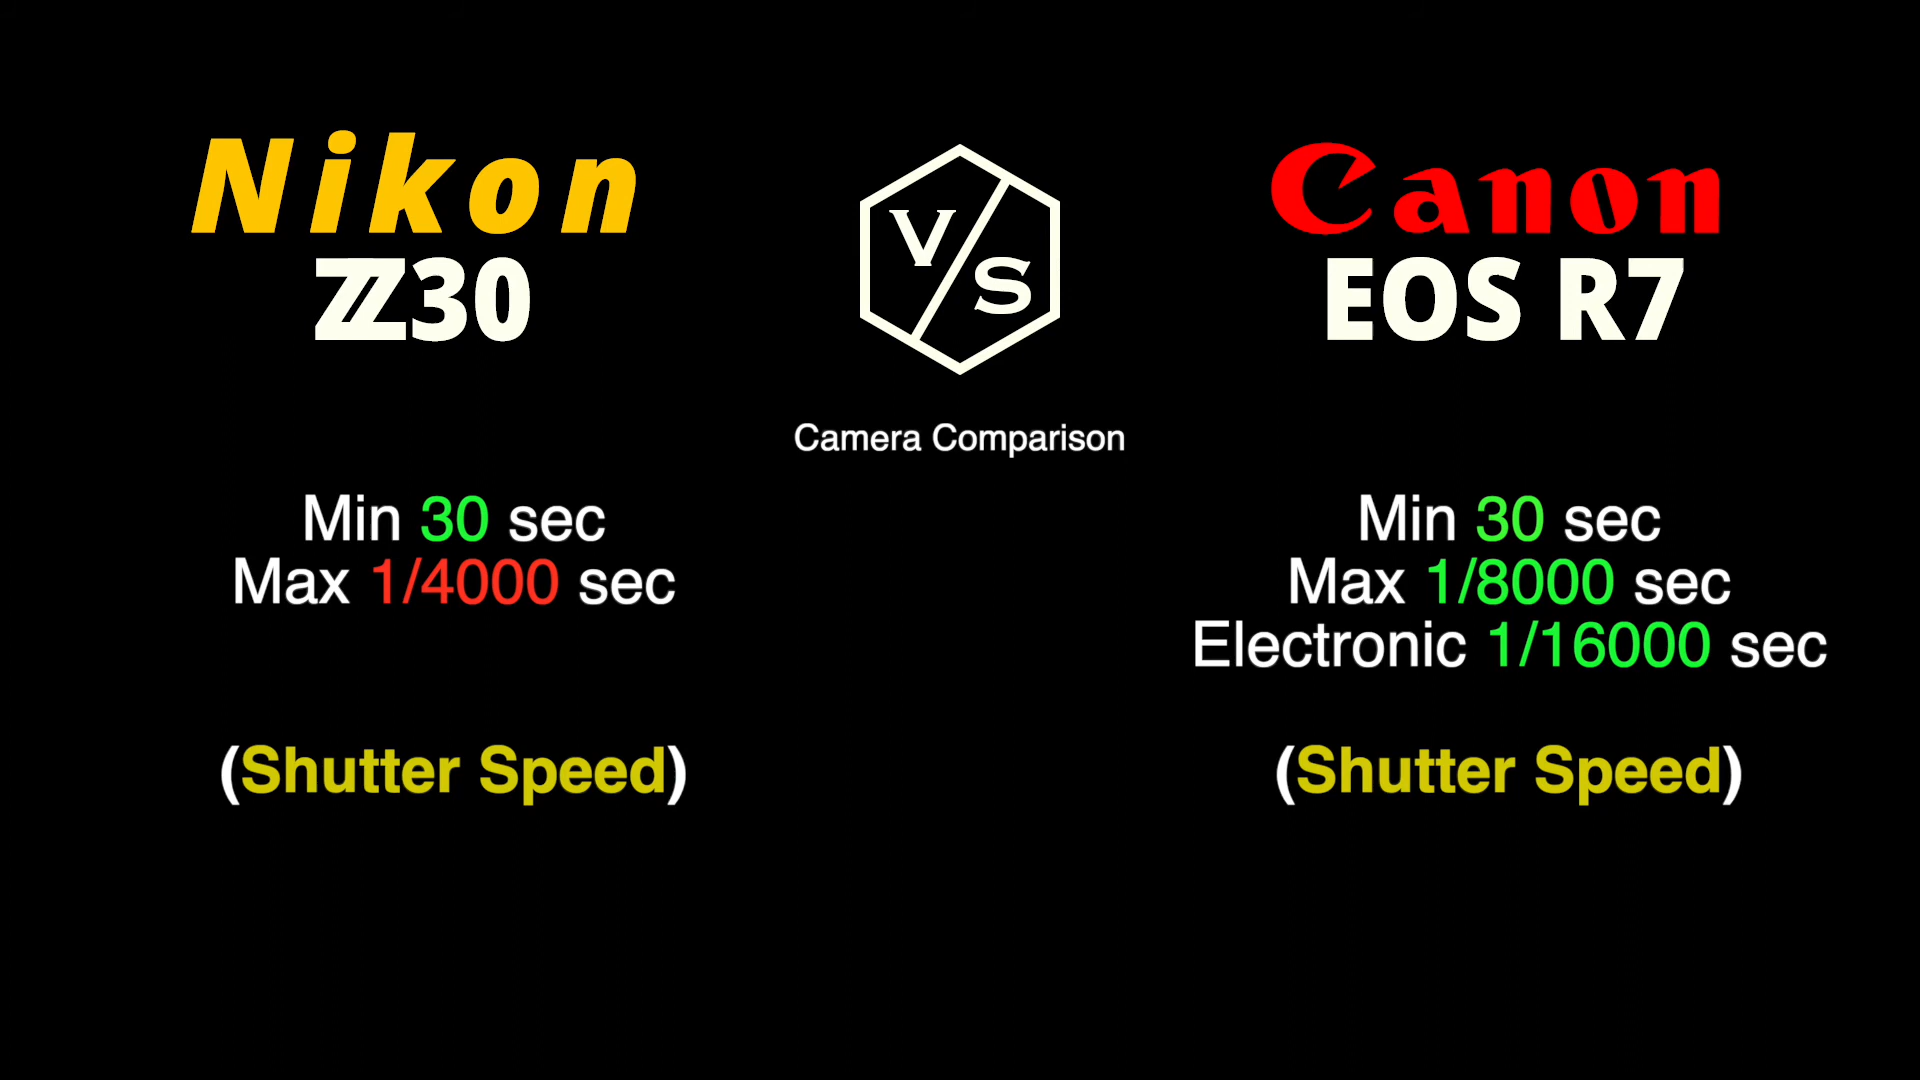 Nikon
Z30
VS
Canon
EOS R7
Camera Comparison
Min 30 sec
Max 1/4000 sec
(Shutter Speed)
Min 30 sec
Max 1/8000 sec
Electronic 1/16000 sec
(Shutter Speed)